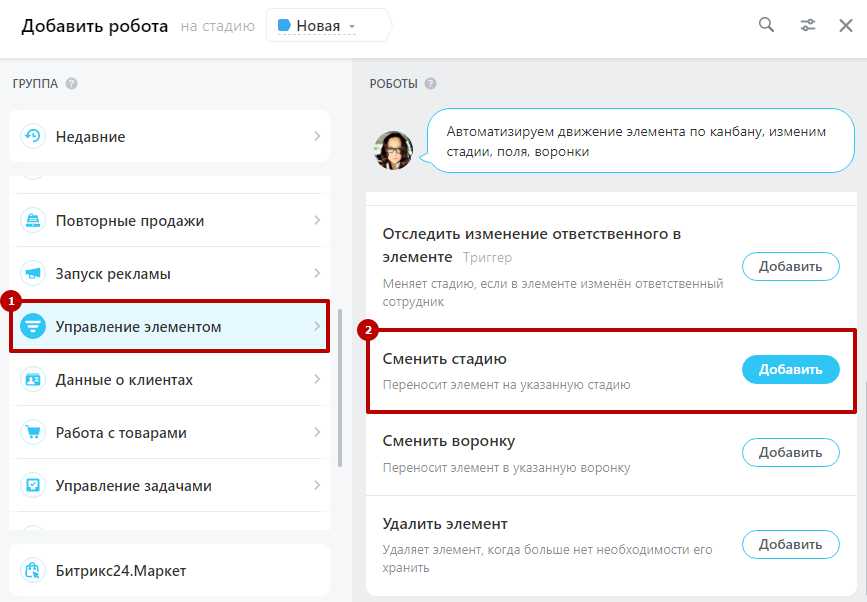 Добавить робота на стадию Новая
ГРУППА ?
Недавние
Повторные продажи
Запуск рекламы
1
Управление элементом
Данные о клиентах
Работа с товарами
Управление задачами
Битрикс24.Маркет
РОБОТЫ ?
Автоматизируем движение элемента по канбану, изменим
стадии, поля, воронки
Отследить изменение ответственного в
элементе Триггер
Меняет стадию, если в элементе изменён ответственный
сотрудник
Добавить
2
Сменить стадию
Переносит элемент на указанную стадию
Добавить
Сменить воронку
Переносит элемент в указанную воронку
Добавить
Удалить элемент
Удаляет элемент, когда больше нет необходимости его
хранить
Добавить